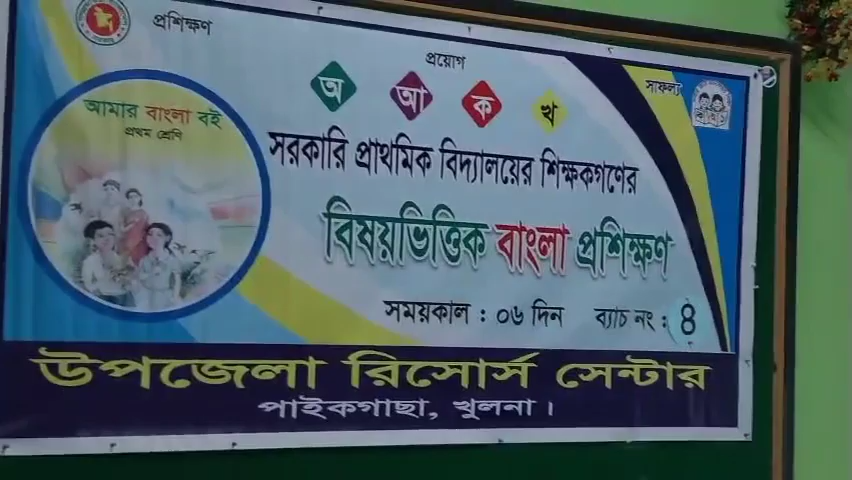 প্রশিক্ষণ
প্রয়োগ
সাফল্য
আমার বাংলা বই
প্রথম শ্রেণি
অ আ ক খ
সরকারি প্রাথমিক বিদ্যালয়ের শিক্ষকগণের
বিষয়ভিত্তিক বাংলা প্রশিক্ষণ
সময়কাল : ০৬ দিন ব্যাচ নং : ৪
উপজেলা রিসোর্স সেন্টার
পাইকগাছা, খুলনা।